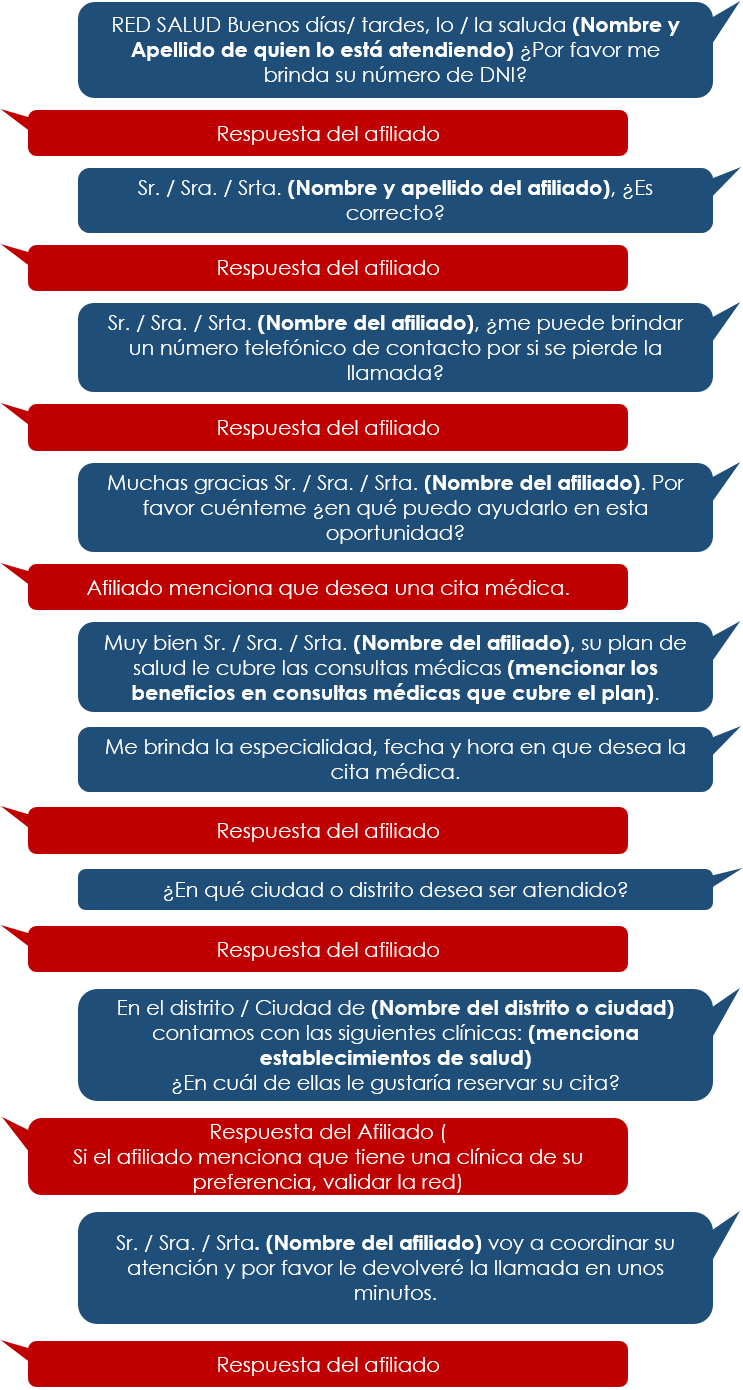 RED SALUD Buenos días/ tardes, lo / la saluda (Nombre y
Apellido de quien lo está atendiendo) ¿Por favor me
brinda su número de DNI?
Respuesta del afiliado
Sr. / Sra. / Srta. (Nombre y apellido del afiliado), ¿Es
correcto?
Respuesta del afiliado
Sr. / Sra. / Srta. (Nombre del afiliado), ¿me puede brindar
un número telefónico de contacto por si se pierde la
llamada?
Respuesta del afiliado
Muchas gracias Sr. / Sra. / Srta. (Nombre del afiliado). Por
favor cuénteme ¿en qué puedo ayudarlo en esta
oportunidad?
Afiliado menciona que desea una cita médica.
Muy bien Sr. / Sra. / Srta. (Nombre del afiliado), su plan de
salud le cubre las consultas médicas (mencionar los
beneficios en consultas médicas que cubre el plan).
Me brinda la especialidad, fecha y hora en que desea la
cita médica.
Respuesta del afiliado
¿En qué ciudad o distrito desea ser atendido?
Respuesta del afiliado
En el distrito / Ciudad de (Nombre del distrito o ciudad)
contamos con las siguientes clínicas: (menciona
establecimientos de salud)
¿En cuál de ellas le gustaría reservar su cita?
Respuesta del Afiliado (
Si el afiliado menciona que tiene una clínica de su
preferencia, validar la red)
Sr. / Sra. / Srta. (Nombre del afiliado) voy a coordinar su
atención y por favor le devolveré la llamada en unos
minutos.
Respuesta del afiliado